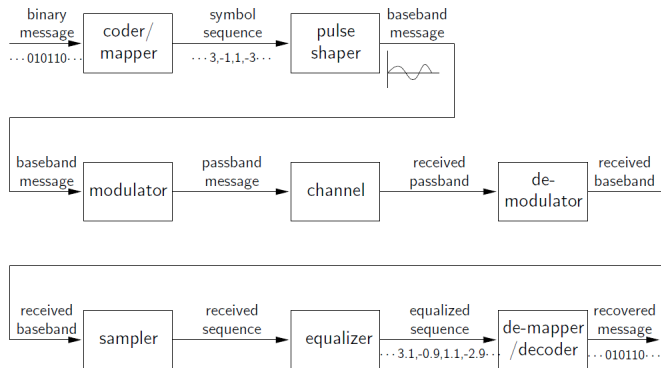 binary
message
···010110···
coder/
mapper
symbol
sequence
···3,-1,1,-3···
pulse
shaper
baseband
message
baseband
message
modulator
passband
message
channel
received
passband
de-
modulator
received
baseband
received
baseband
sampler
received
sequence
equalizer
equalized
sequence
···3.1,-0.9,1.1,-2.9···
de-mapper
/decoder
recovered
message
···010110···